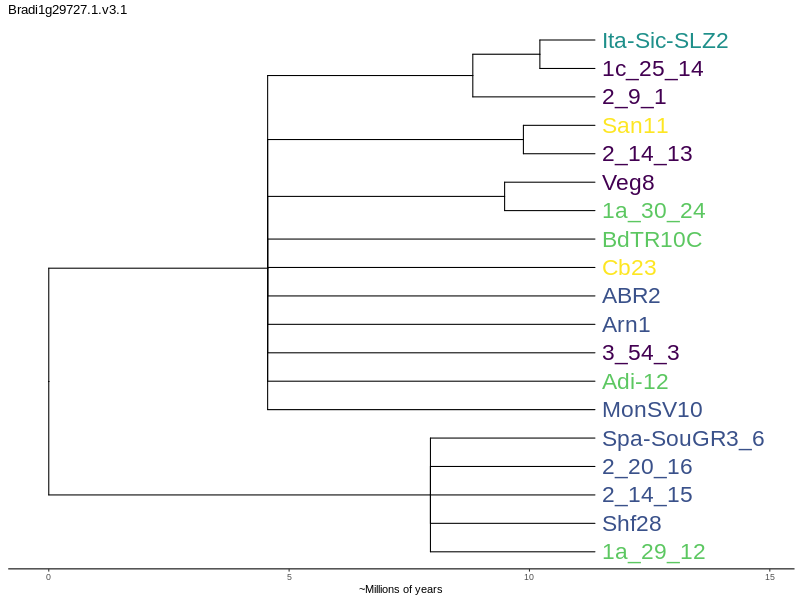 Bradi1g29727.1.v3.1
Ita-Sic-SLZ2
1c_25_14
2_9_1
San11
2_14_13
Veg8
1a_30_24
BdTR10C
Cb23
ABR2
Arn1
3_54_3
Adi-12
MonSV10
Spa-SouGR3_6
2_20_16
2_14_15
Shf28
1a_29_12
0 5 10 15
~Millions of years